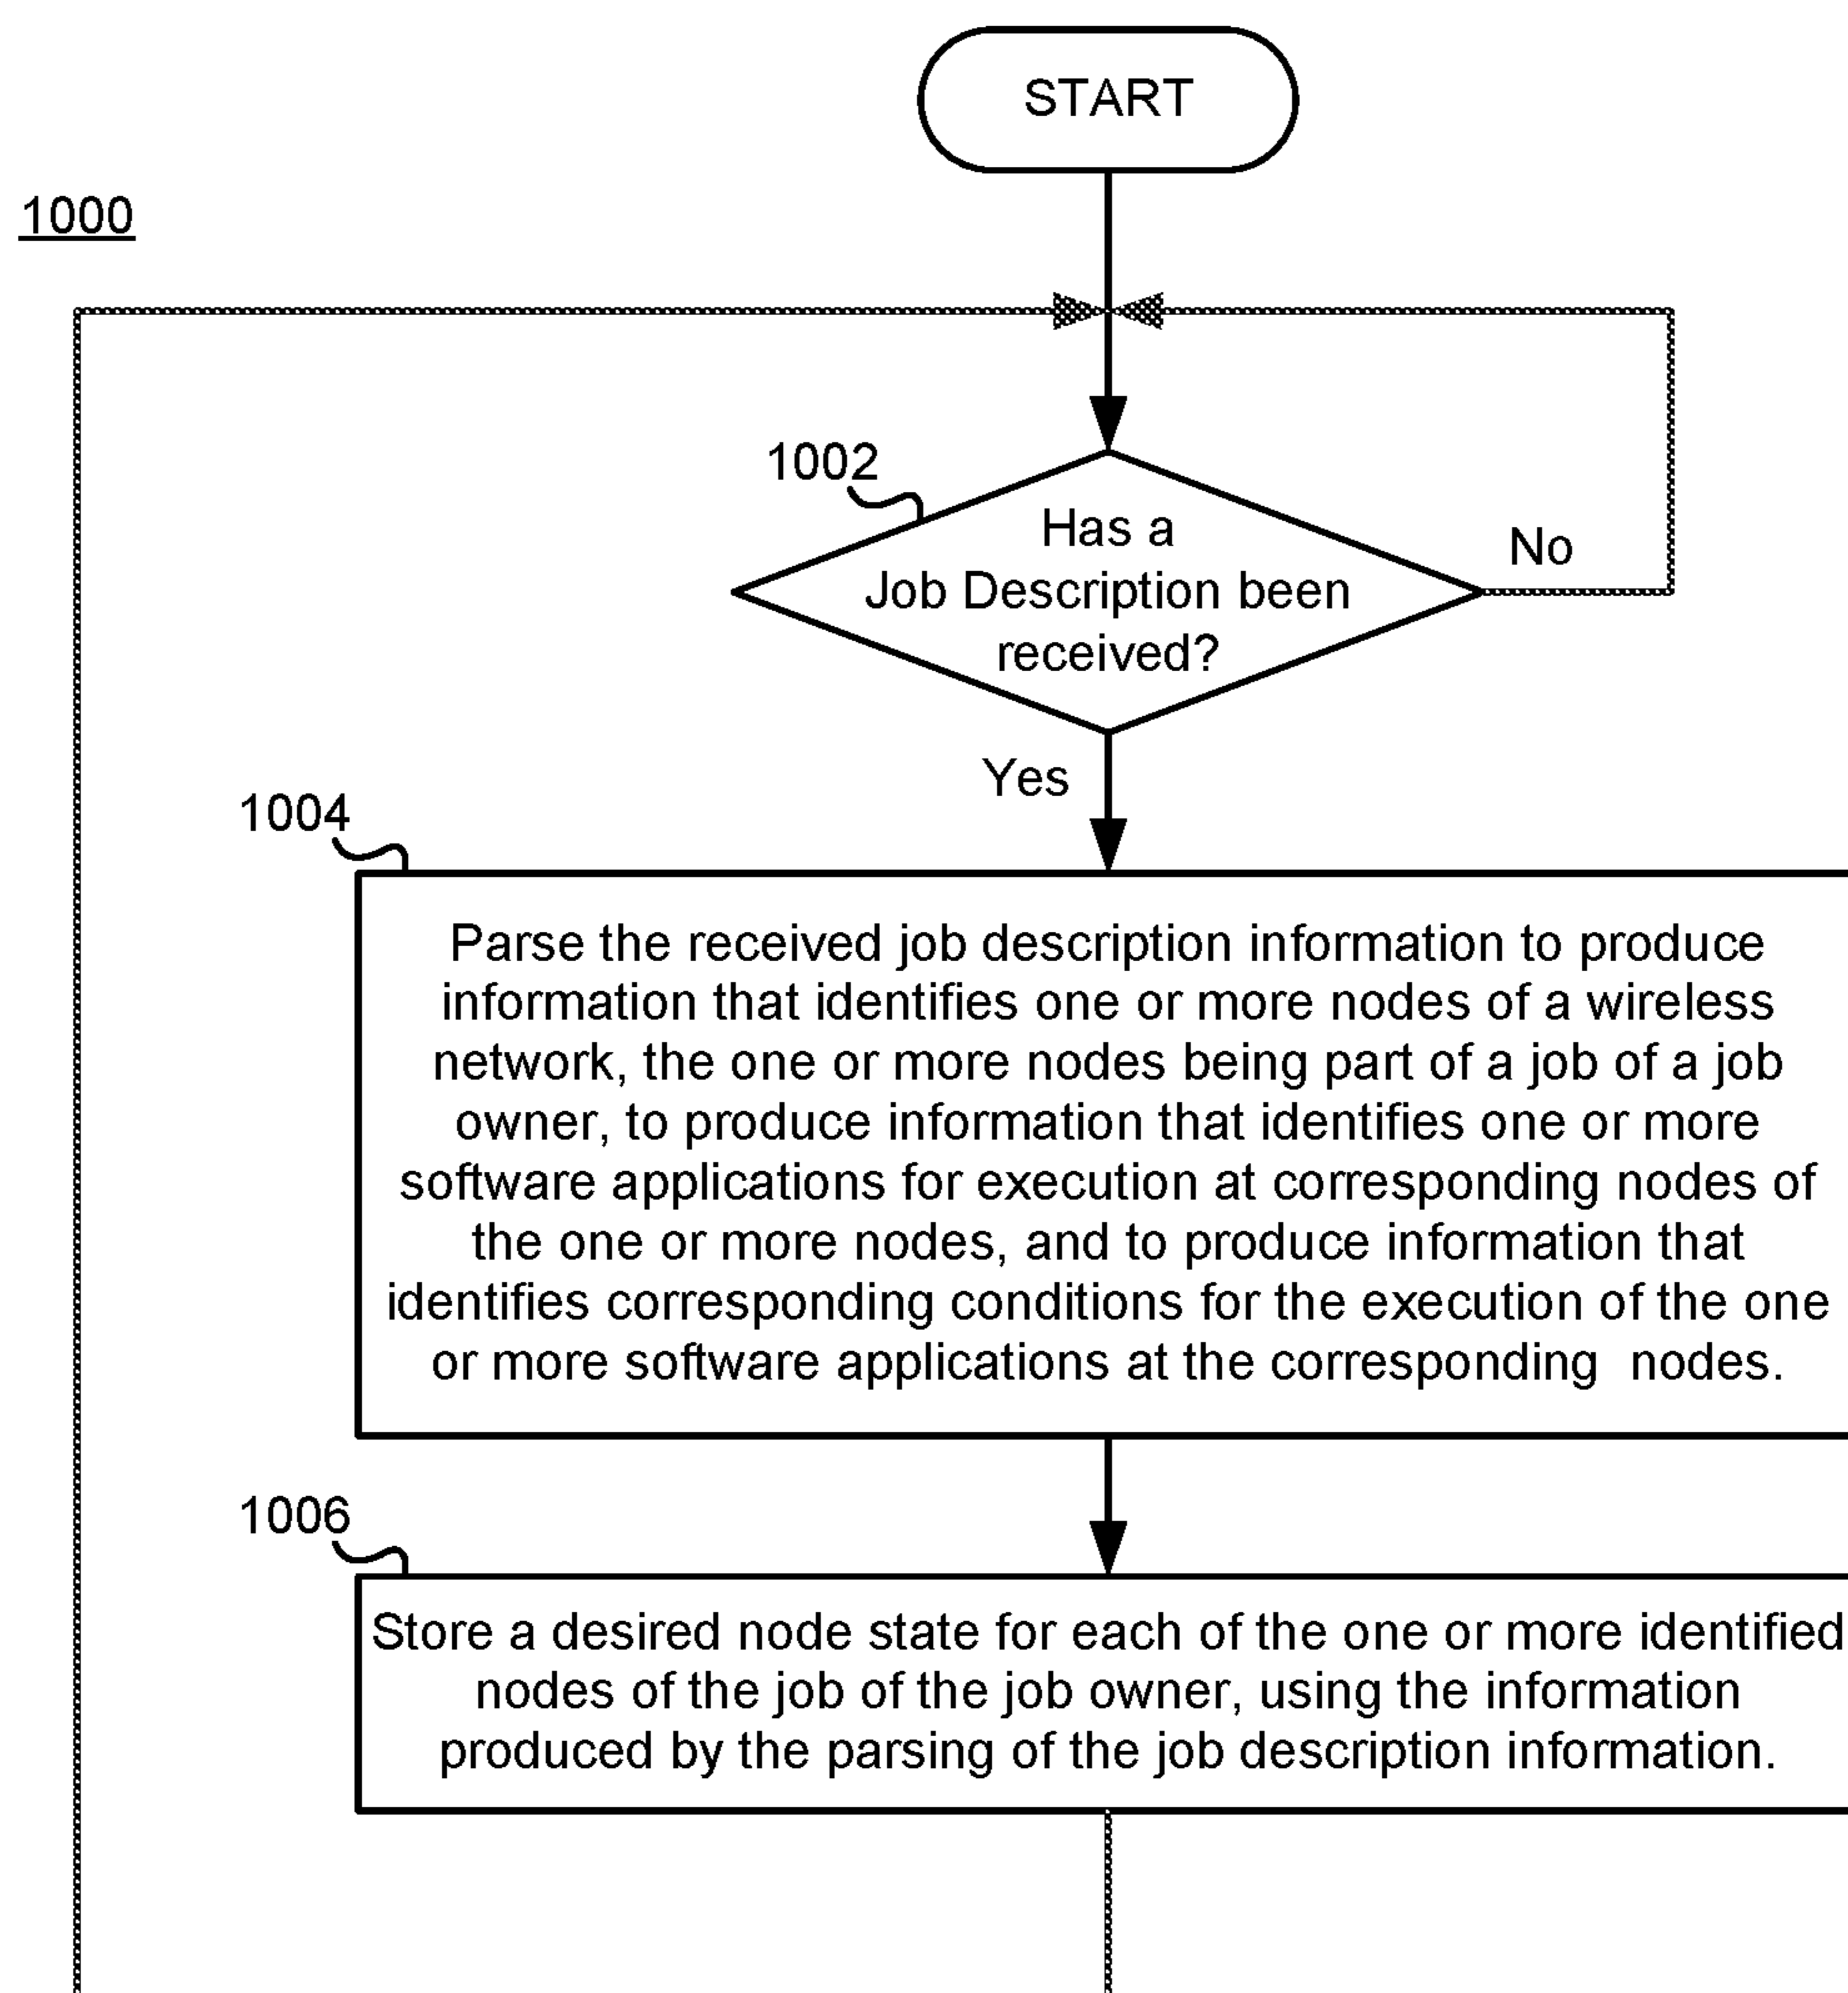 START
1000
1002
Has a
Job Description been
received?
No
Yes
1004
Parse the received job description information to produce
information that identifies one or more nodes of a wireless
network, the one or more nodes being part of a job of a job
owner, to produce information that identifies one or more
software applications for execution at corresponding nodes of
the one or more nodes, and to produce information that
identifies corresponding conditions for the execution of the one
or more software applications at the corresponding  nodes.
1006
Store a desired node state for each of the one or more identified
nodes of the job of the job owner, using the information
produced by the parsing of the job description information.